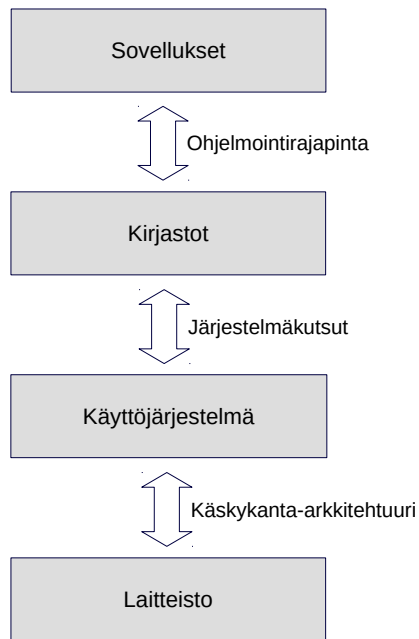 Sovellukset
Ohjelmointirajapinta
Kirjastot
Järjestelmäkutsut
Käyttöjärjestelmä
Käskykanta-arkkitehtuuri
Laitteisto